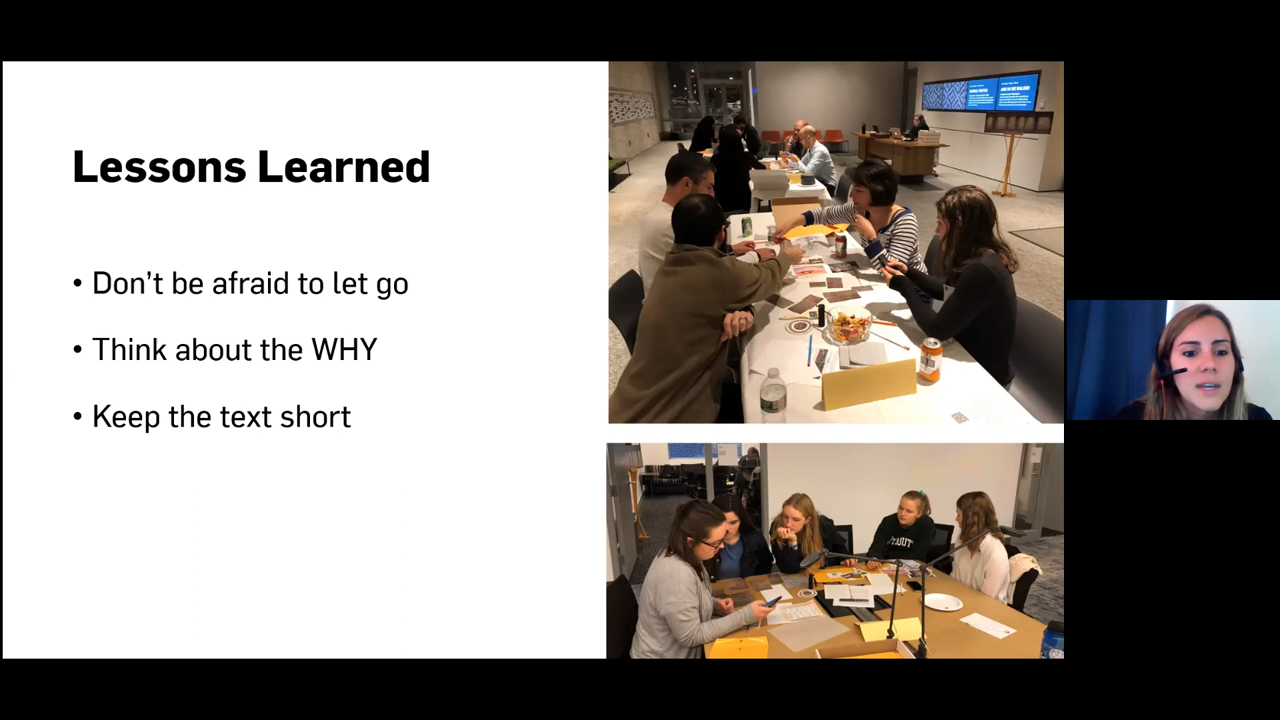 Lessons Learned
• Don't be afraid to let go
• Think about the WHY
• Keep the text short